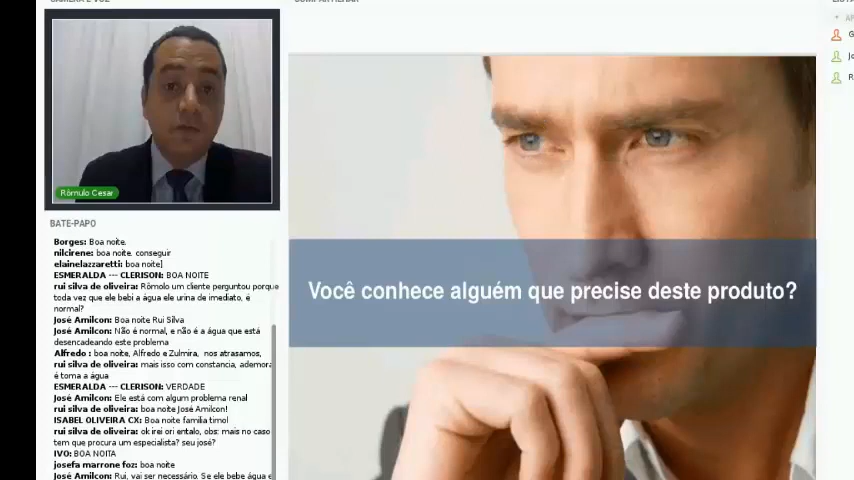 COMPARTILHAR
Rômulo Cesar
BATE-PAPO
Borges: Boa noite.
nilcirene: boa noite, conseguir
elainelazzaretti: boa noite]
ESMERALDA --- CLERISON: BOA NOITE
rui silva de oliveira: Rômolo um cliente perguntou porque
toda vez que ele bebi a água ele urina de imediato, é
normal?
José Amilcon: Boa noite Rui Silva
José Amilcon: Não é normal, e não é a água que está
desencadeando este problema
Alfredo : boa noite, Alfredo e Zulmira, nos atrasamos,
rui silva de oliveira: mais isso com constancia, ademora
é toma a água
ESMERALDA --- CLERISON: VERDADE
José Amilcon: Ele está com algum problema renal
rui silva de oliveira: boa noite José Amilcon!
ISABEL OLIVEIRA CX: Boa Noite familia timol
rui silva de oliveira: ok irei ori entalo, obs: mais no caso
tem que procura um especialista? seu josé?
IVO: BOA NOITA
josefa marrone foz: boa noite
José Amilcon: Rui, vai ser necessário. Se ele bebe água e
Você conhece alguém que precise deste produto?
G
Jo
R